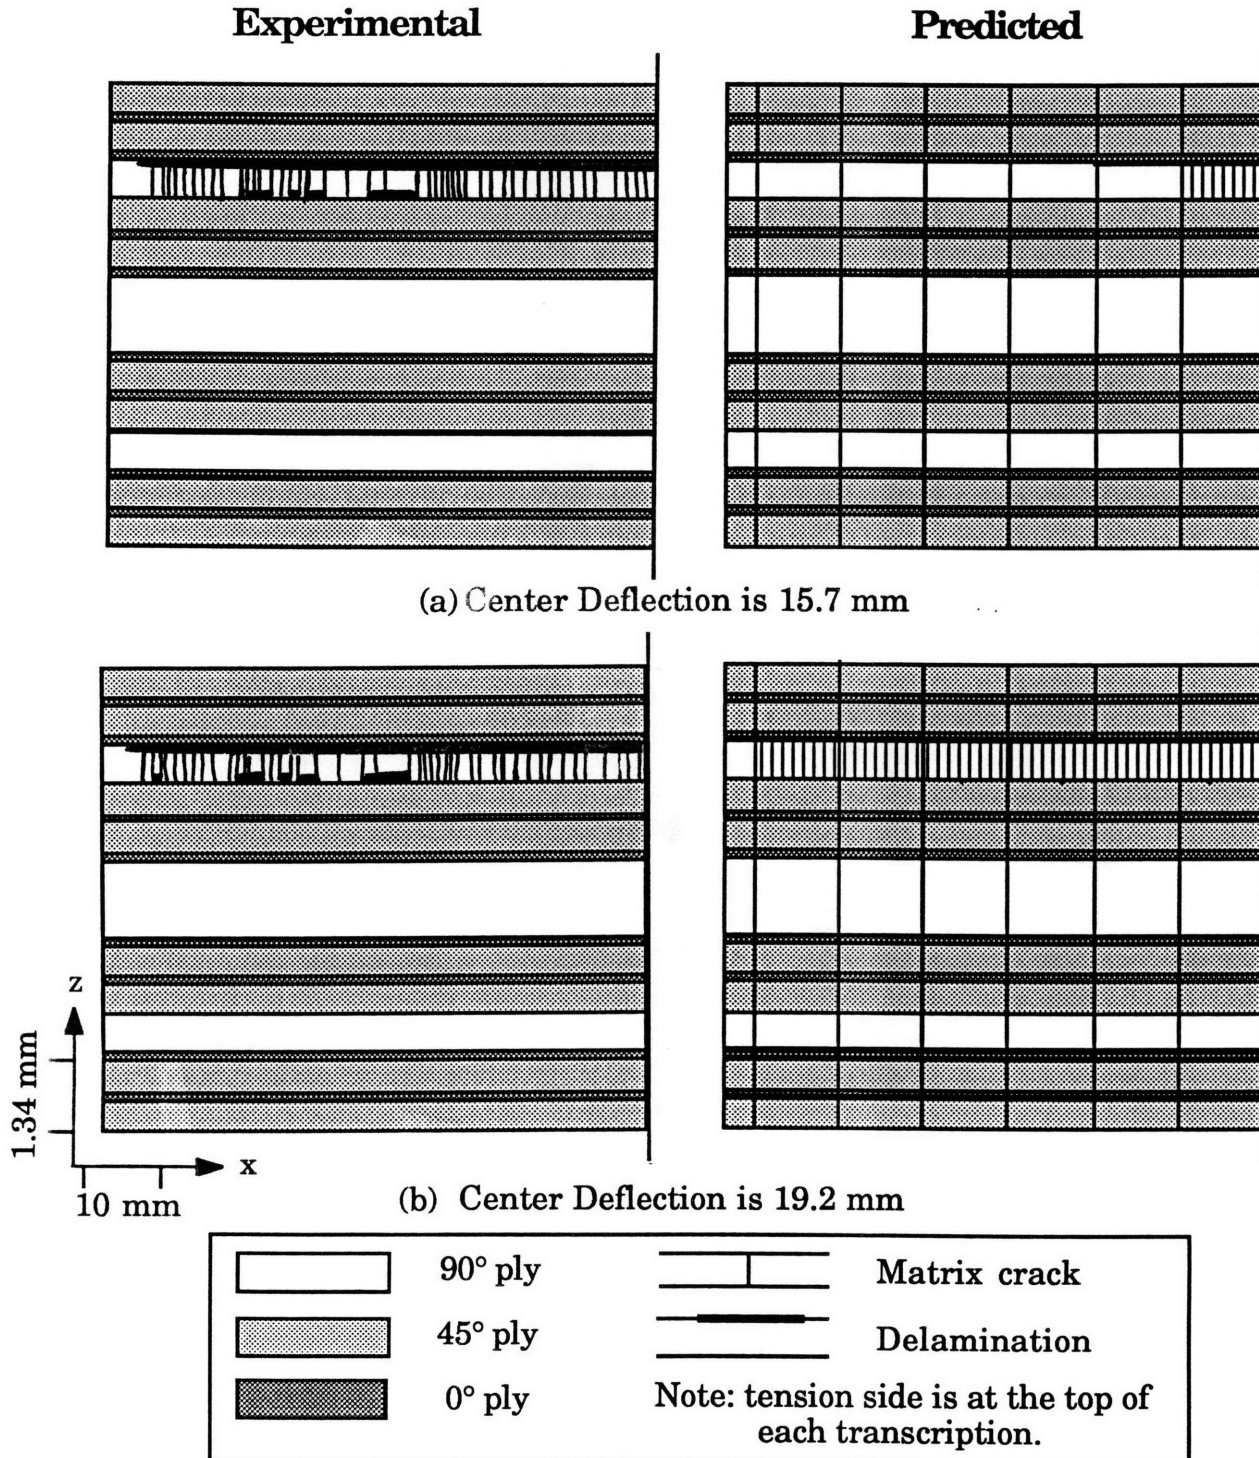 Experimental
Predicted
(a) Center Deflection is 15.7 mm
z
1.34 mm
x
10 mm
(b) Center Deflection is 19.2 mm
90° ply
Matrix crack
45° ply
Delamination
0° ply
Note: tension side is at the top of
each transcription.